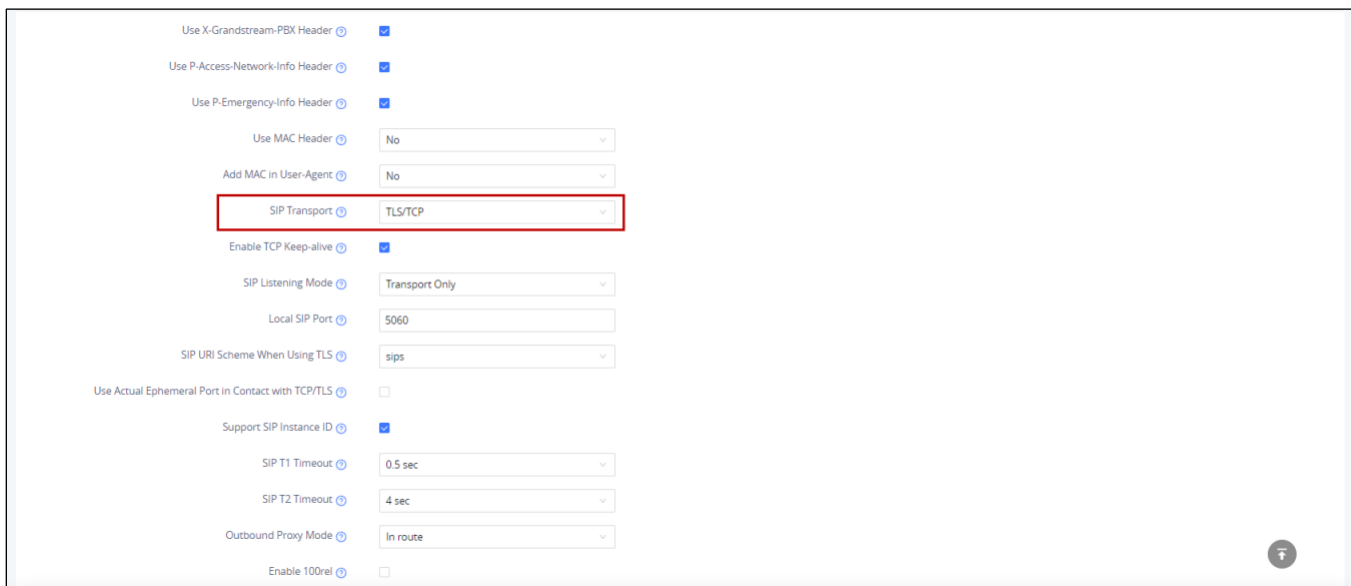 Use X-Grandstream-PBX Header
Use P-Access-Network-Info Header
Use P-Emergency-Info Header
Use MAC Header No
Add MAC in User-Agent No
SIP Transport TLS/TCP
Enable TCP Keep-alive
SIP Listening Mode Transport Only
Local SIP Port 5060
SIP URI Scheme When Using TLS sips
Use Actual Ephemeral Port in Contact with TCP/TLS
Support SIP Instance ID
SIP T1 Timeout 0.5 sec
SIP T2 Timeout 4 sec
Outbound Proxy Mode In route
Enable 100rel